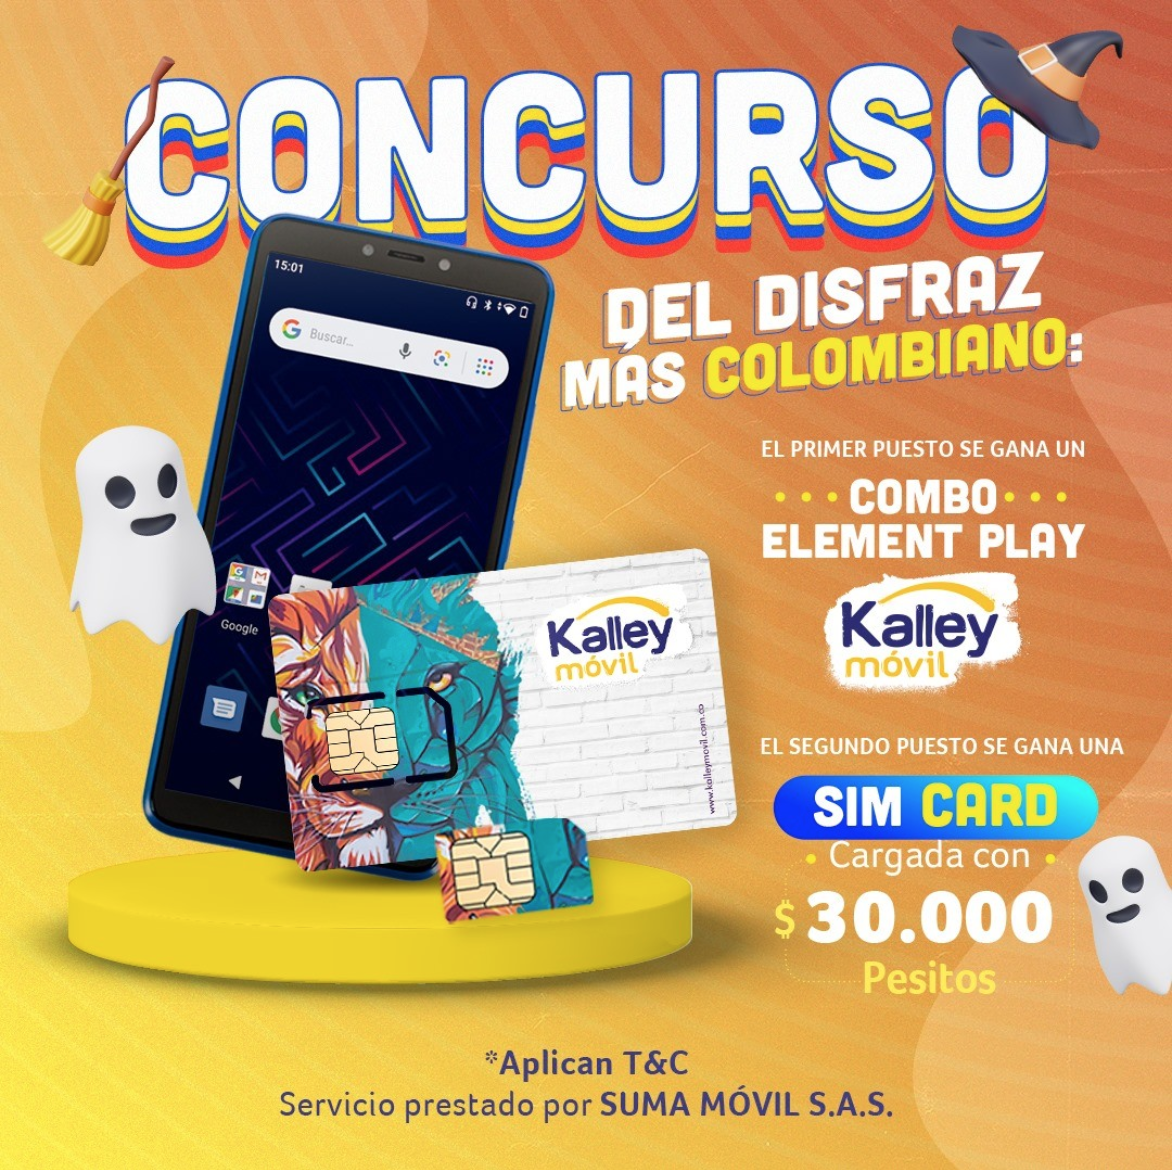 CONCURSO
DEL DISFRAZ
MÁS COLOMBIANO:
15:01
Buscar...
Google
Kalley
móvil
www.kalleymovil.com.co
EL PRIMER PUESTO SE GANA UN
COMBO
ELEMENT PLAY
Kalley
móvil
EL SEGUNDO PUESTO SE GANA UNA
SIM CARD
Cargada con
$ 30.000
Pesitos
*Aplican T&C
Servicio prestado por SUMA MÓVIL S.A.S.